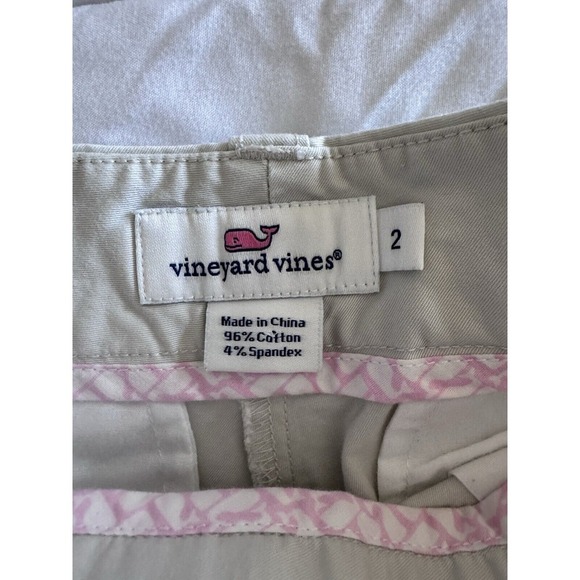 vineyard vines®
2
Made in China
96% Cotton
4% Spandex